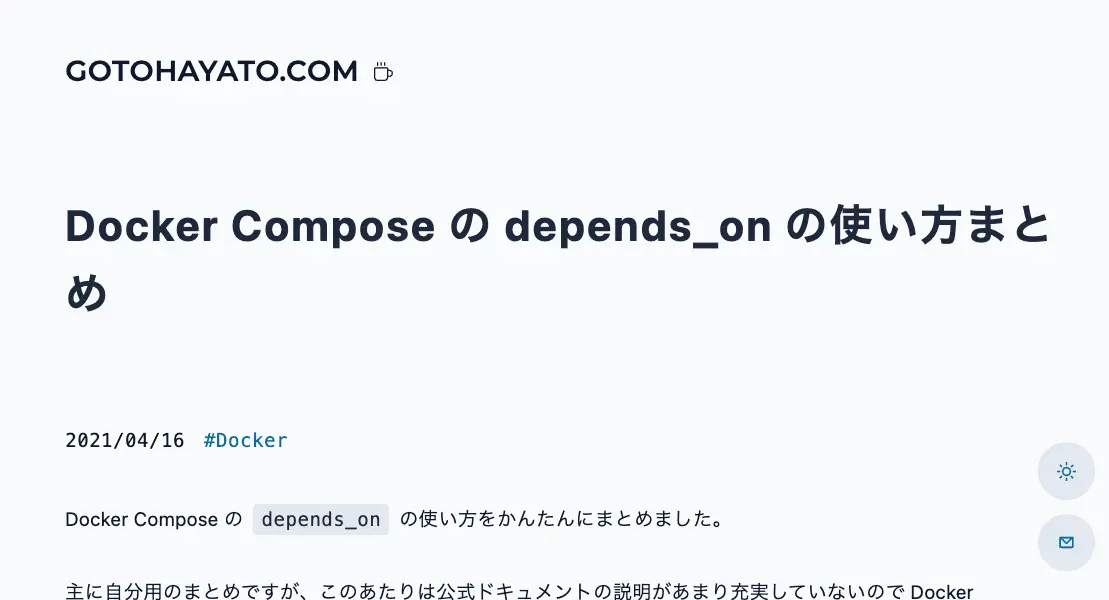 GOTOHAYATO.COM
Docker Compose の depends_on の使い方まと
め
2021/04/16 #Docker
Docker Compose の depends_on の使い方をかんたんにまとめました。
主に自分用のまとめですが、このあたりは公式ドキュメントの説明があまり充実していないので Docker